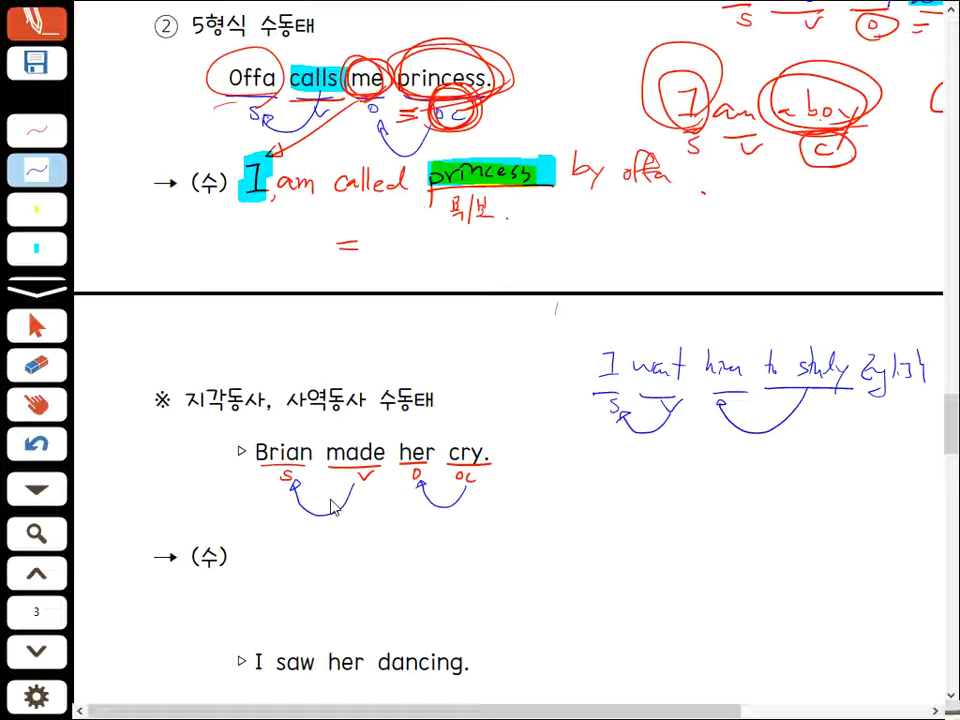 ② 5형식 수동태
Offa calls me princess.
S V O = OC
I am a boy
S V C
→ (수) I am called princess by offa.
목/보.
=
I want him to study English
S V
※ 지각동사, 사역동사 수동태
▷ Brian made her cry.
S V O OC
→ (수)
3
▷ I saw her dancing.